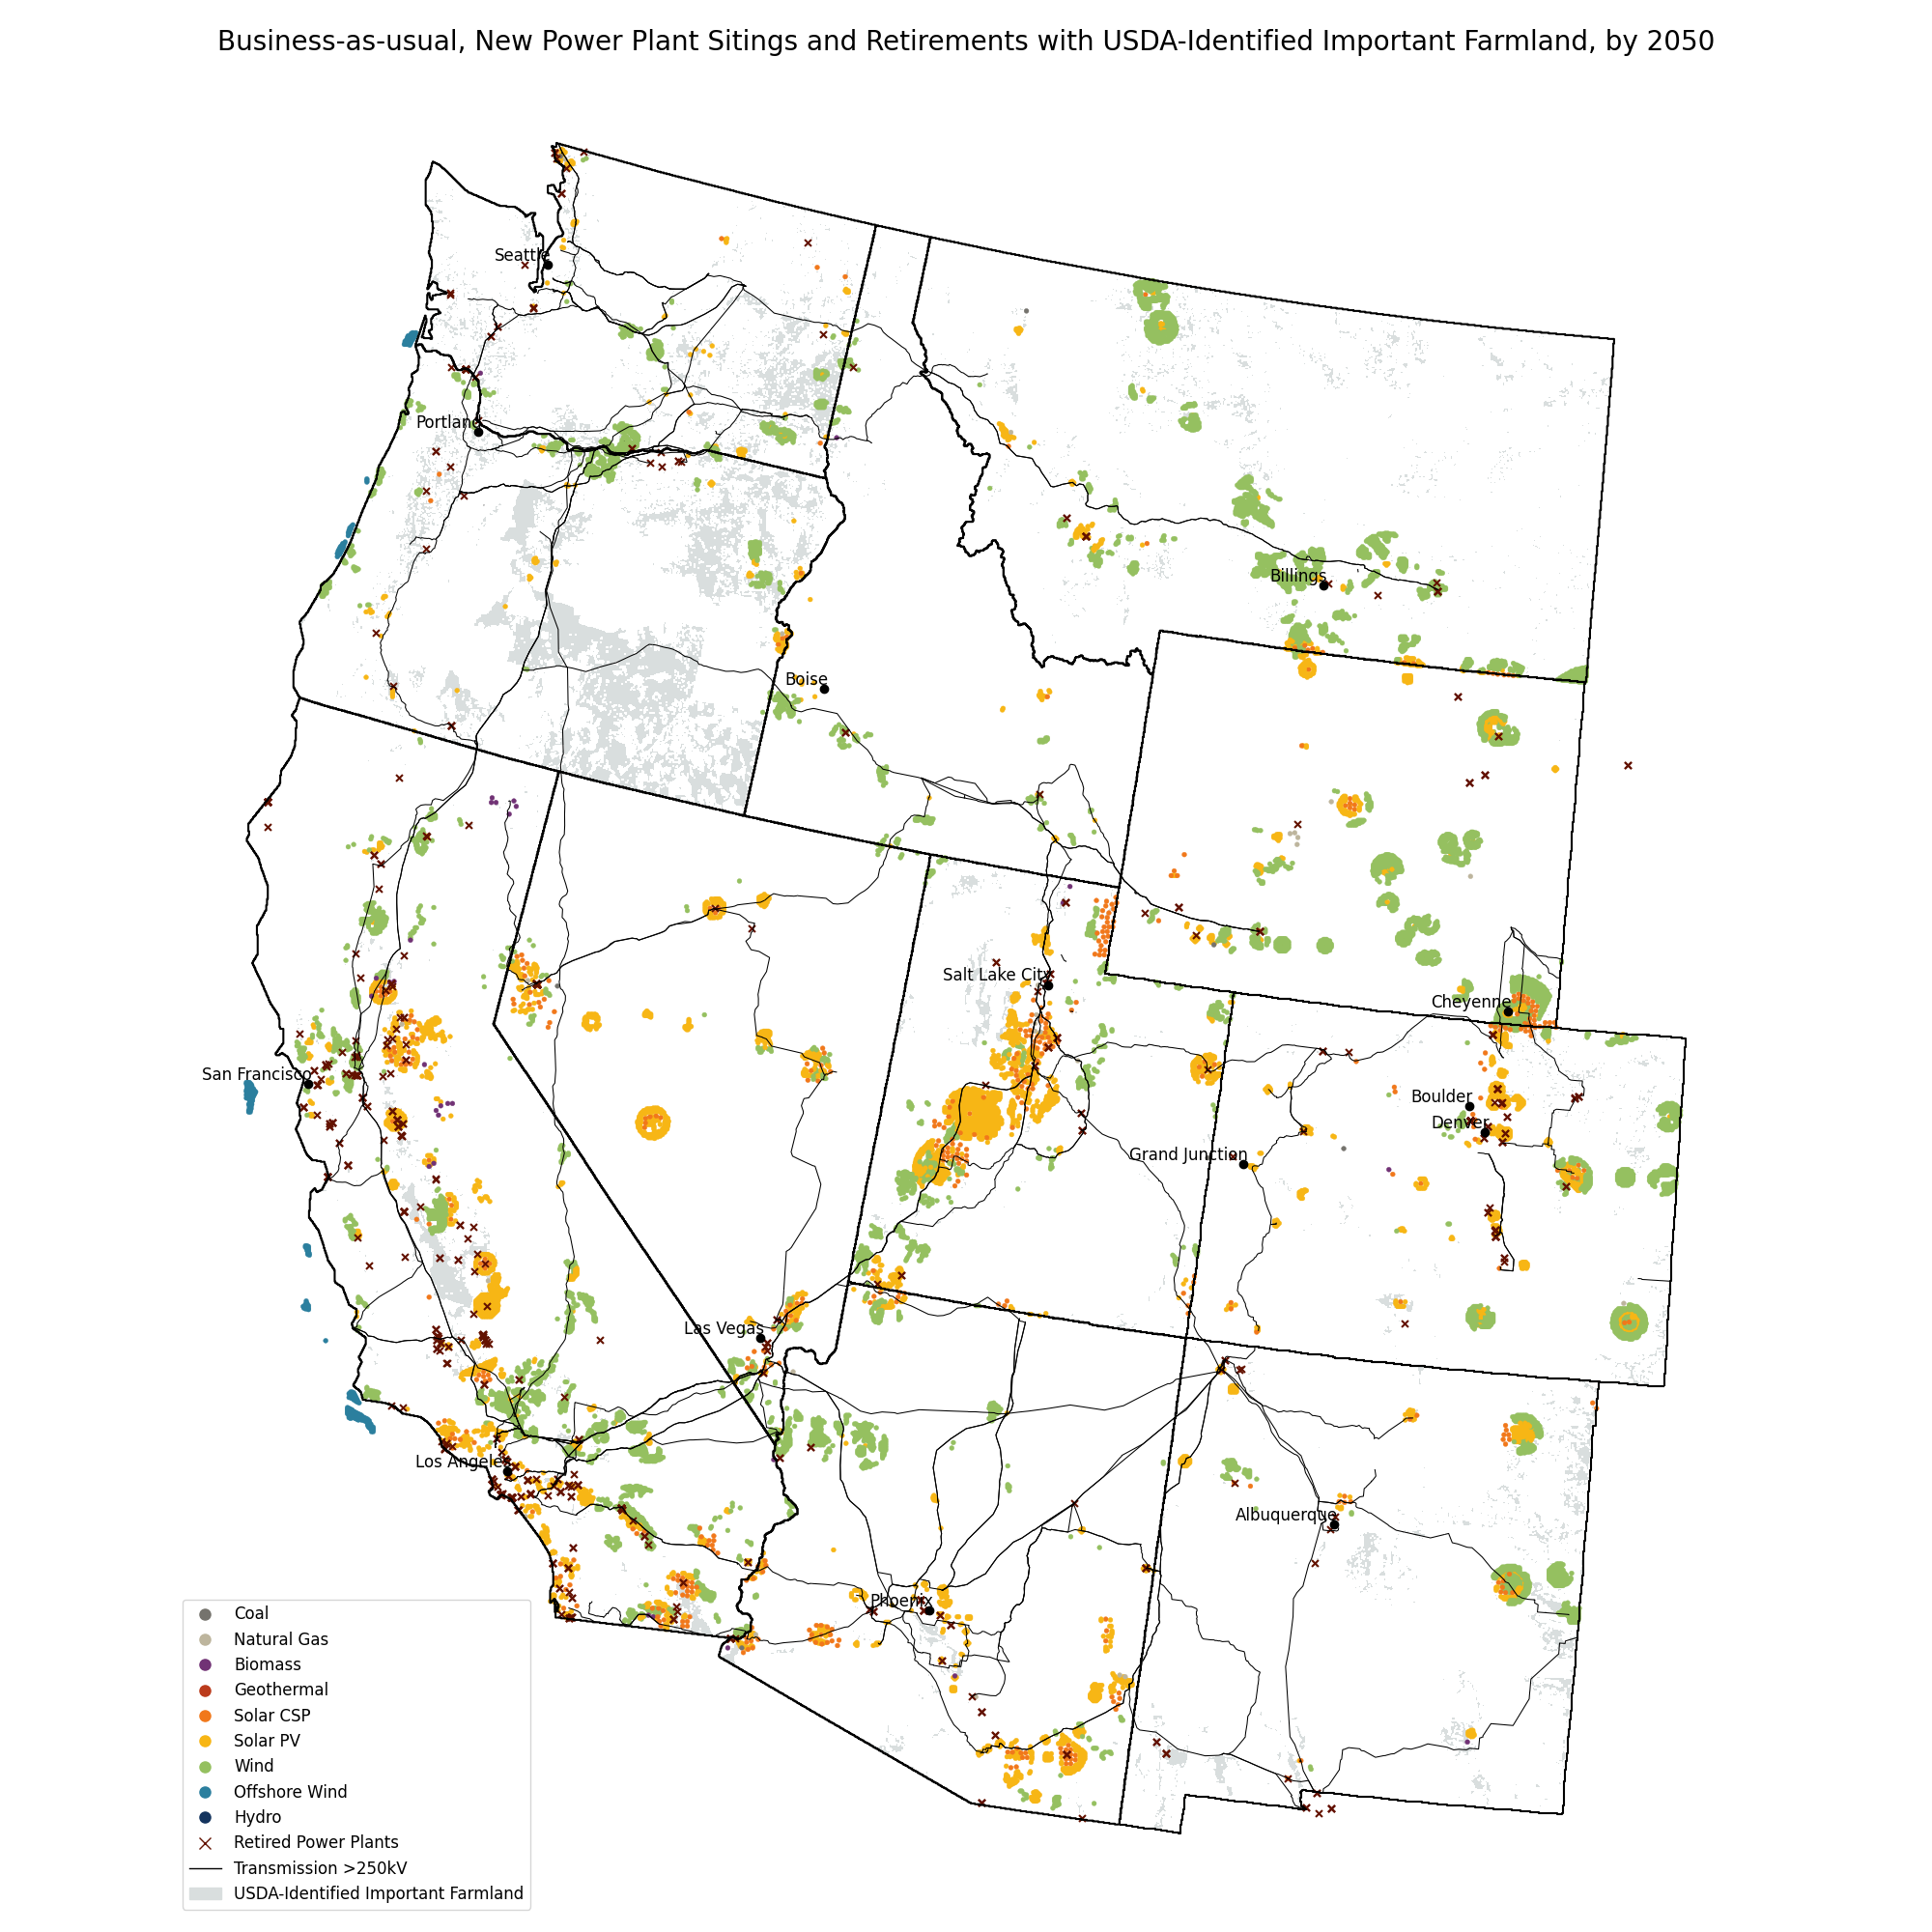 Business-as-usual, New Power Plant Sitings and Retirements with USDA-Identified Important Farmland, by 2050
Seattle
Portland
Billings
Boise
Salt Lake City
Cheyenne
San Francisco
Boulder
Denver
Grand Junction
Las Vegas
Los Angeles
Albuquerque
Phoenix
Coal
Natural Gas
Biomass
Geothermal
Solar CSP
Solar PV
Wind
Offshore Wind
Hydro
Retired Power Plants
Transmission >250kV
USDA-Identified Important Farmland